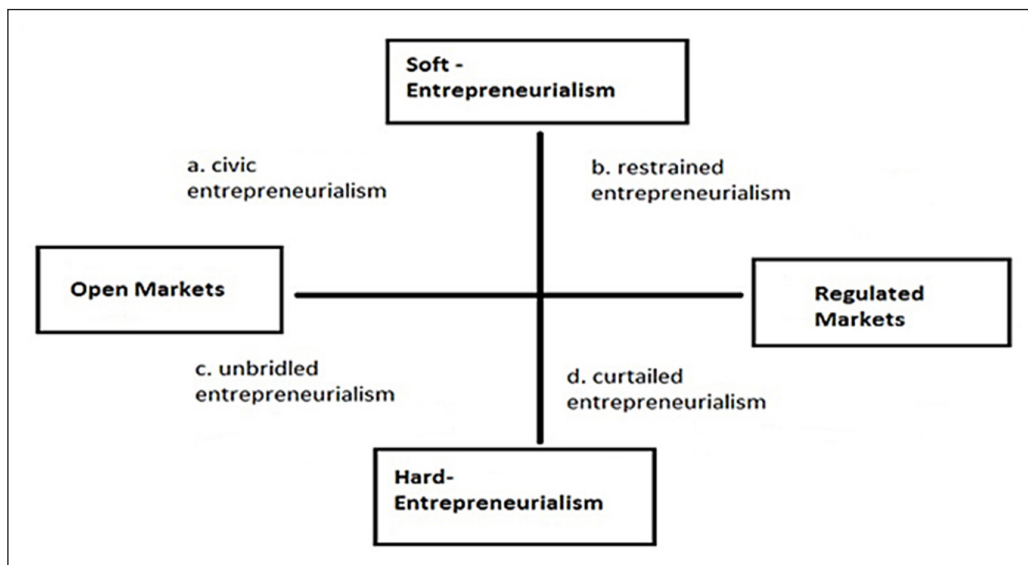 Soft -
Entrepreneurialism
a. civic
entrepreneurialism
b. restrained
entrepreneurialism
Open Markets
Regulated
Markets
c. unbridled
entrepreneurialism
d. curtailed
entrepreneurialism
Hard-
Entrepreneurialism